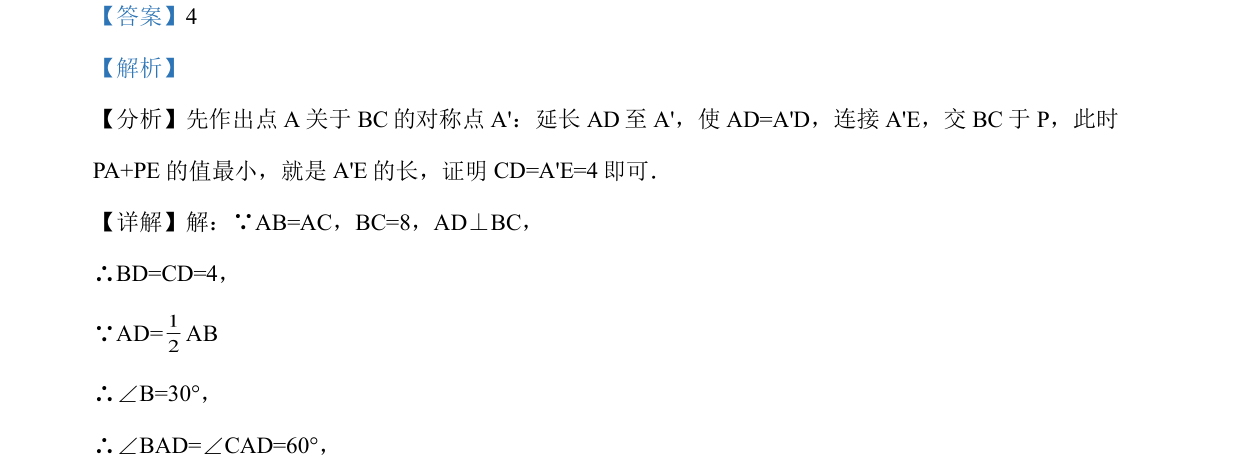 【答案】4
【解析】
【分析】先作出点 A 关于 BC 的对称点 A'：延长 AD 至 A'，使 AD=A'D，连接 A'E，交 BC 于 P，此时
PA+PE 的值最小，就是 A'E 的长，证明 CD=A'E=4 即可．
【详解】解：∵AB=AC，BC=8，AD⊥BC，
∴BD=CD=4，
∵AD=\frac{1}{2} AB
∴∠B=30°，
∴∠BAD=∠CAD=60°，